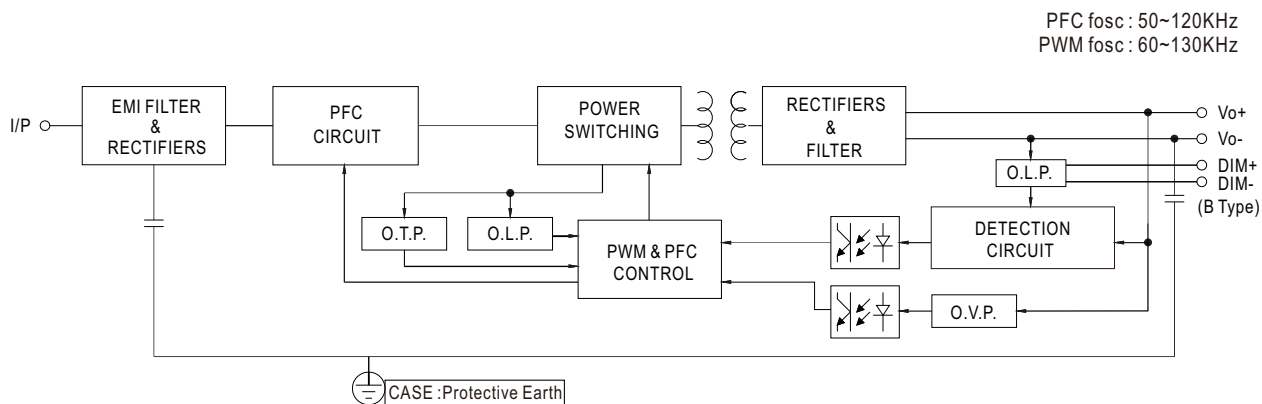 PFC fosc : 50~120KHz
PWM fosc : 60~130KHz
I/P
EMI FILTER
&
RECTIFIERS
PFC
CIRCUIT
POWER
SWITCHING
RECTIFIERS
&
FILTER
Vo+
Vo-
DIM+
DIM-
(B Type)
O.L.P.
O.T.P.
O.L.P.
PWM & PFC
CONTROL
DETECTION
CIRCUIT
O.V.P.
CASE :Protective Earth